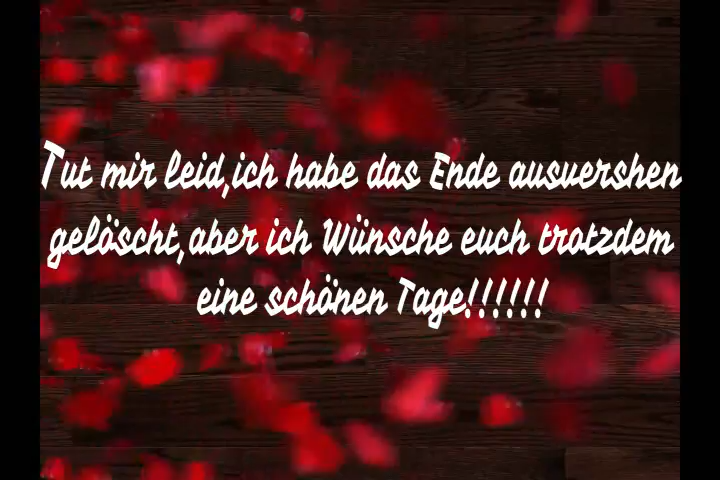 Tut mir leid,ich habe das Ende ausvershen
gelöscht,aber ich Wünsche euch trotzdem
eine schönen Tage!!!!!!